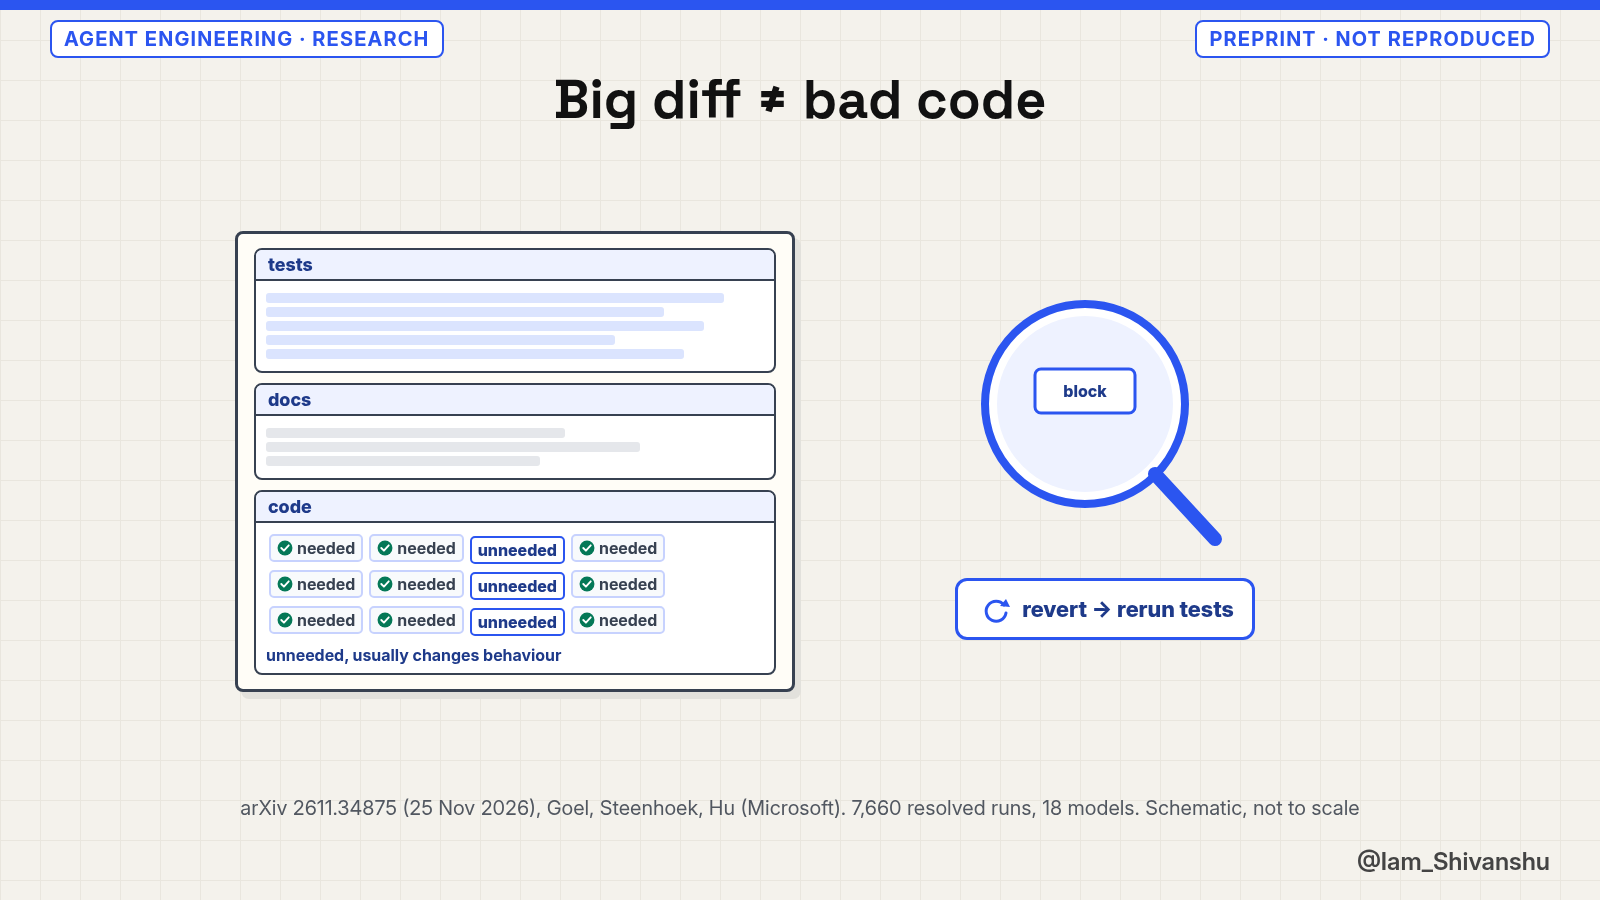 AGENT ENGINEERING · RESEARCH
PREPRINT · NOT REPRODUCED
Big diff ≠ bad code
tests
docs
code
needed needed unneeded needed
needed needed unneeded needed
needed needed unneeded needed
unneeded, usually changes behaviour
block
revert → rerun tests
arXiv 2611.34875 (25 Nov 2026), Goel, Steenhoek, Hu (Microsoft). 7,660 resolved runs, 18 models. Schematic, not to scale
@Iam_Shivanshu